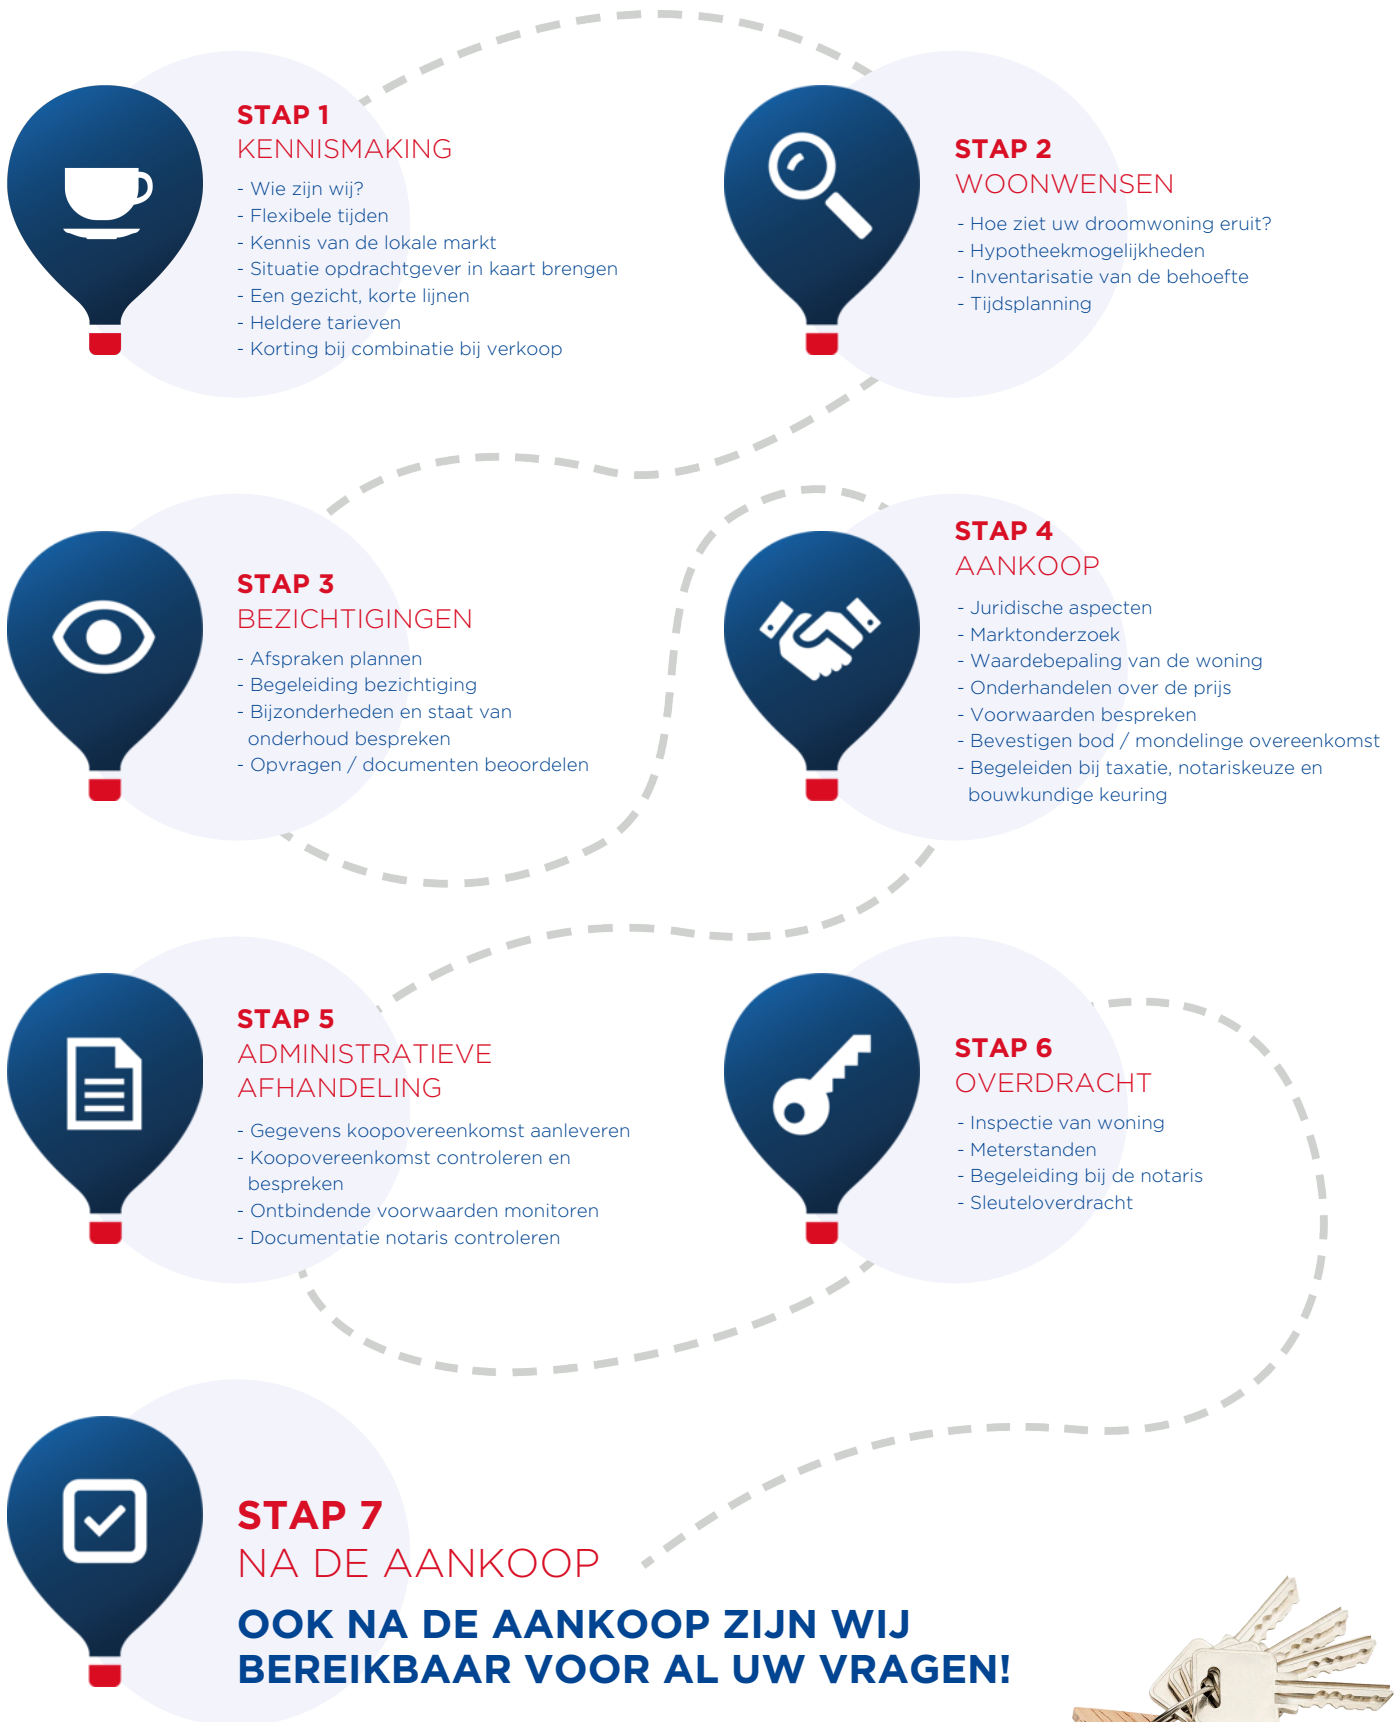 STAP 1
KENNISMAKING
- Wie zijn wij?
- Flexibele tijden
- Kennis van de lokale markt
- Situatie opdrachtgever in kaart brengen
- Een gezicht, korte lijnen
- Heldere tarieven
- Korting bij combinatie bij verkoop
STAP 2
WOONWENSEN
- Hoe ziet uw droomwoning eruit?
- Hypotheekmogelijkheden
- Inventarisatie van de behoefte
- Tijdsplanning
STAP 3
BEZICHTIGINGEN
- Afspraken plannen
- Begeleiding bezichtiging
- Bijzonderheden en staat van
onderhoud bespreken
- Opvragen / documenten beoordelen
STAP 4
AANKOOP
- Juridische aspecten
- Marktonderzoek
- Waardebepaling van de woning
- Onderhandelen over de prijs
- Voorwaarden bespreken
- Bevestigen bod / mondelinge overeenkomst
- Begeleiden bij taxatie, notariskeuze en
bouwkundige keuring
STAP 5
ADMINISTRATIEVE
AFHANDELING
- Gegevens koopovereenkomst aanleveren
- Koopovereenkomst controleren en
bespreken
- Ontbindende voorwaarden monitoren
- Documentatie notaris controleren
STAP 6
OVERDRACHT
- Inspectie van woning
- Meterstanden
- Begeleiding bij de notaris
- Sleuteloverdracht
STAP 7
NA DE AANKOOP
OOK NA DE AANKOOP ZIJN WIJ
BEREIKBAAR VOOR AL UW VRAGEN!